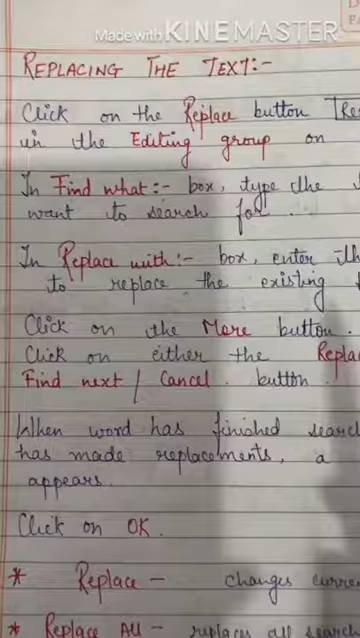 Made with KINEMASTER
REPLACING THE TEXT:-
Click on the Replace button
in the Editing group on
In Find what:- box, type the
want to search for.
In Replace with:- box, enter
to replace the existing
Click on the More button.
Click on either the
Find next / Cancel. button.
When word has finished
has made replacements, a
appears.
Click on OK.
* Replace - changes
* Replace All - replaces all